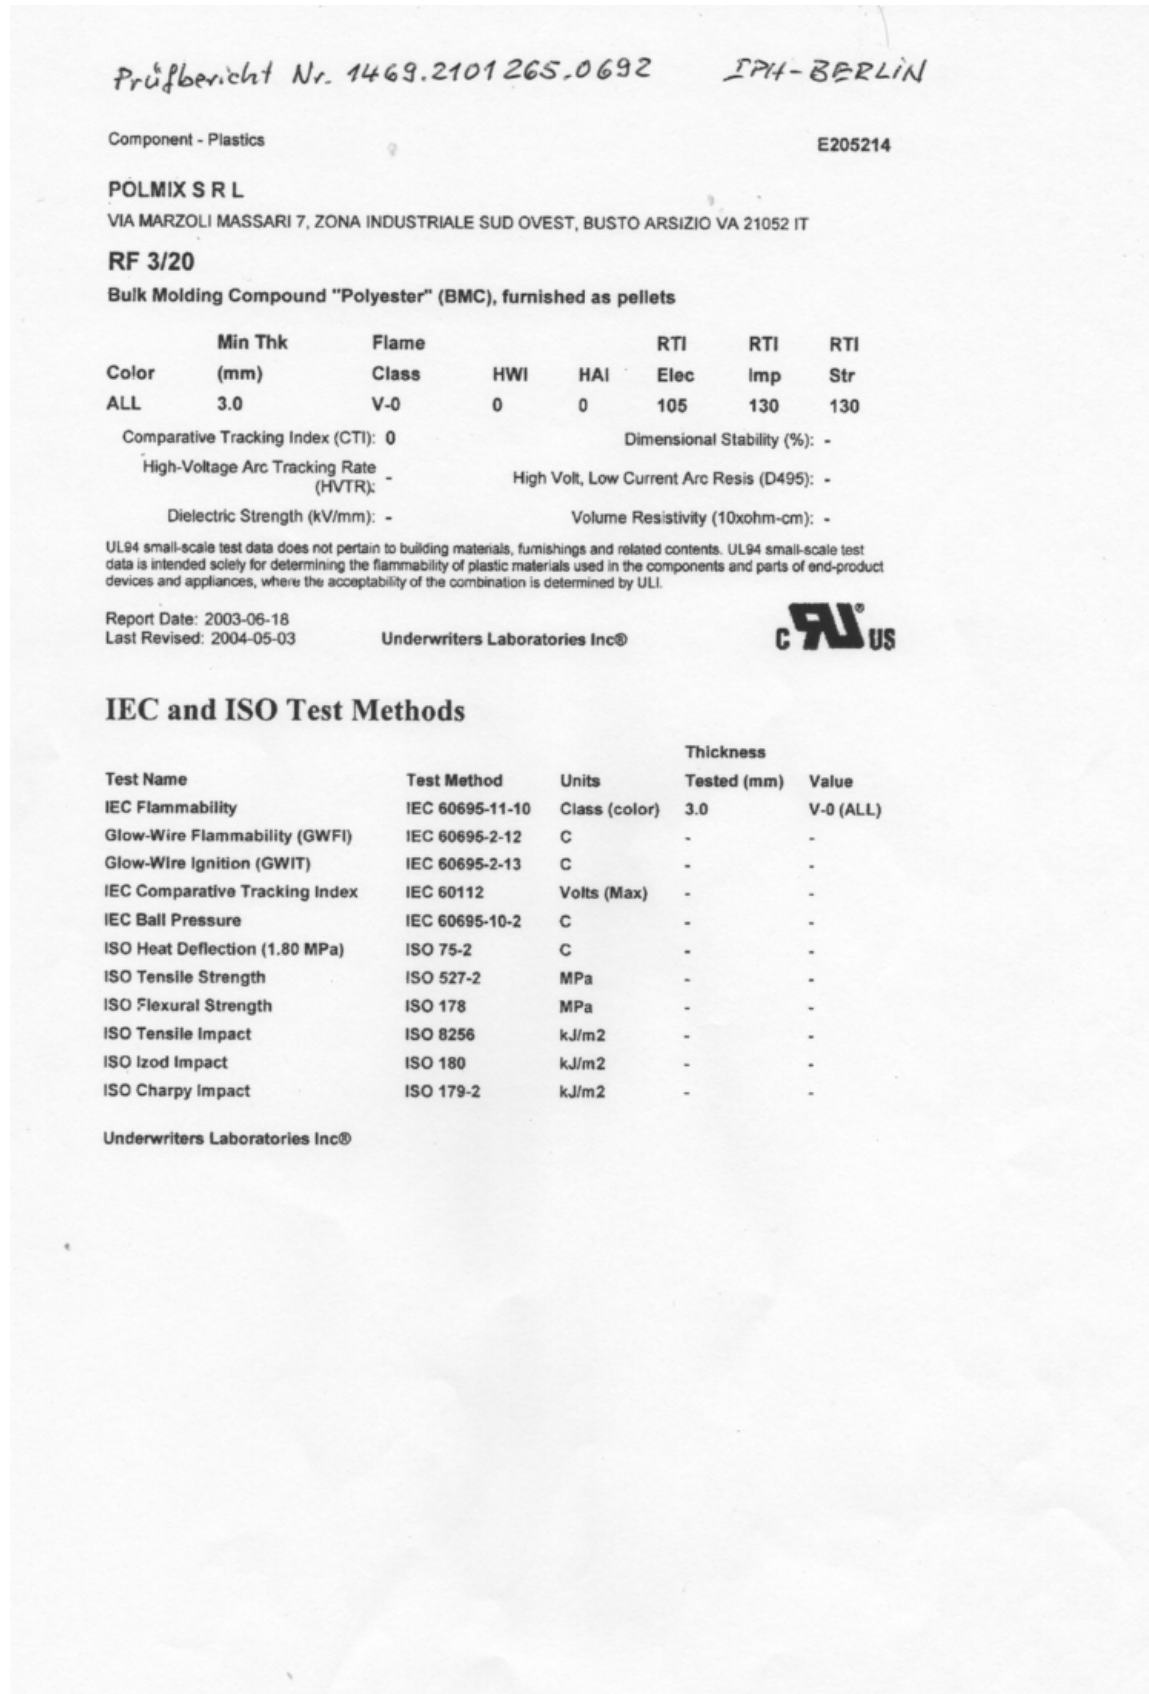 Prüfbericht Nr. 1469.2101265.0692 IPH-BERLiN
Component - Plastics E205214
POLMIX S R L
VIA MARZOLI MASSARI 7, ZONA INDUSTRIALE SUD OVEST, BUSTO ARSIZIO VA 21052 IT
RF 3/20
Bulk Molding Compound "Polyester" (BMC), furnished as pellets
Min Thk Flame RTI RTI RTI
Color (mm) Class HWI HAI Elec Imp Str
ALL 3.0 V-0 0 0 105 130 130
Comparative Tracking Index (CTI): 0 Dimensional Stability (%): -
High-Voltage Arc Tracking Rate
(HVTR): - High Volt, Low Current Arc Resis (D495): -
Dielectric Strength (kV/mm): - Volume Resistivity (10xohm-cm): -
UL94 small-scale test data does not pertain to building materials, furnishings and related contents. UL94 small-scale test
data is intended solely for determining the flammability of plastic materials used in the components and parts of end-product
devices and appliances, where the acceptability of the combination is determined by ULI.
Report Date: 2003-06-18
Last Revised: 2004-05-03 Underwriters Laboratories Inc® C RU® US
IEC and ISO Test Methods
Thickness
Test Name Test Method Units Tested (mm) Value
IEC Flammability IEC 60695-11-10 Class (color) 3.0 V-0 (ALL)
Glow-Wire Flammability (GWFI) IEC 60695-2-12 C - -
Glow-Wire Ignition (GWIT) IEC 60695-2-13 C - -
IEC Comparative Tracking Index IEC 60112 Volts (Max) - -
IEC Ball Pressure IEC 60695-10-2 C - -
ISO Heat Deflection (1.80 MPa) ISO 75-2 C - -
ISO Tensile Strength ISO 527-2 MPa - -
ISO Flexural Strength ISO 178 MPa - -
ISO Tensile Impact ISO 8256 kJ/m2 - -
ISO Izod Impact ISO 180 kJ/m2 - -
ISO Charpy Impact ISO 179-2 kJ/m2 - -
Underwriters Laboratories Inc®